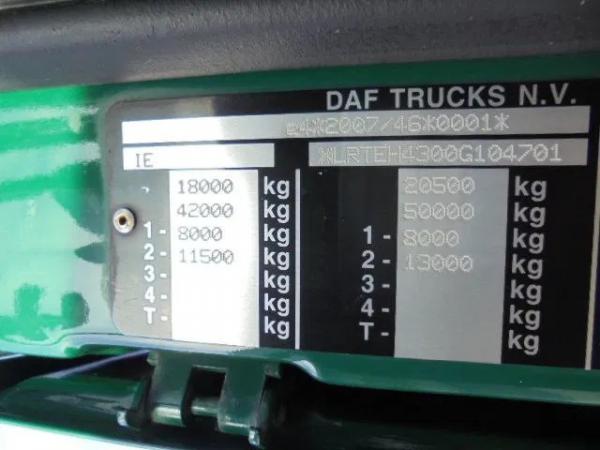 DAF TRUCKS N.V.
e4*2007/46*0001*
IE XLRTEH4300G104701
18000 kg 20500 kg
42000 kg 50000 kg
1- 8000 kg 1- 8000 kg
2- 11500 kg 2- 13000 kg
3- kg 3- kg
4- kg 4- kg
T- kg T- kg